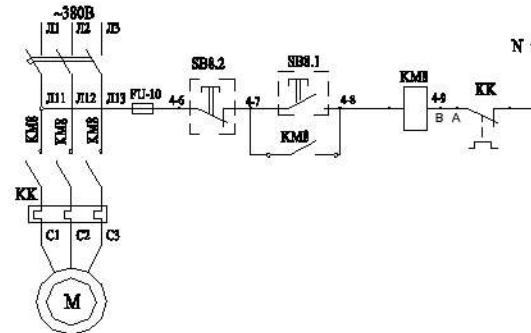 ~380В
Л1 Л2 Л3
N
SB8.2
SB8.1
KM8
KK
Л11 Л12 Л13
FU-10
4-6
4-7
4-8
4-9
B A
KM8 KM8 KM8
KM8
KK
C1 C2 C3
M